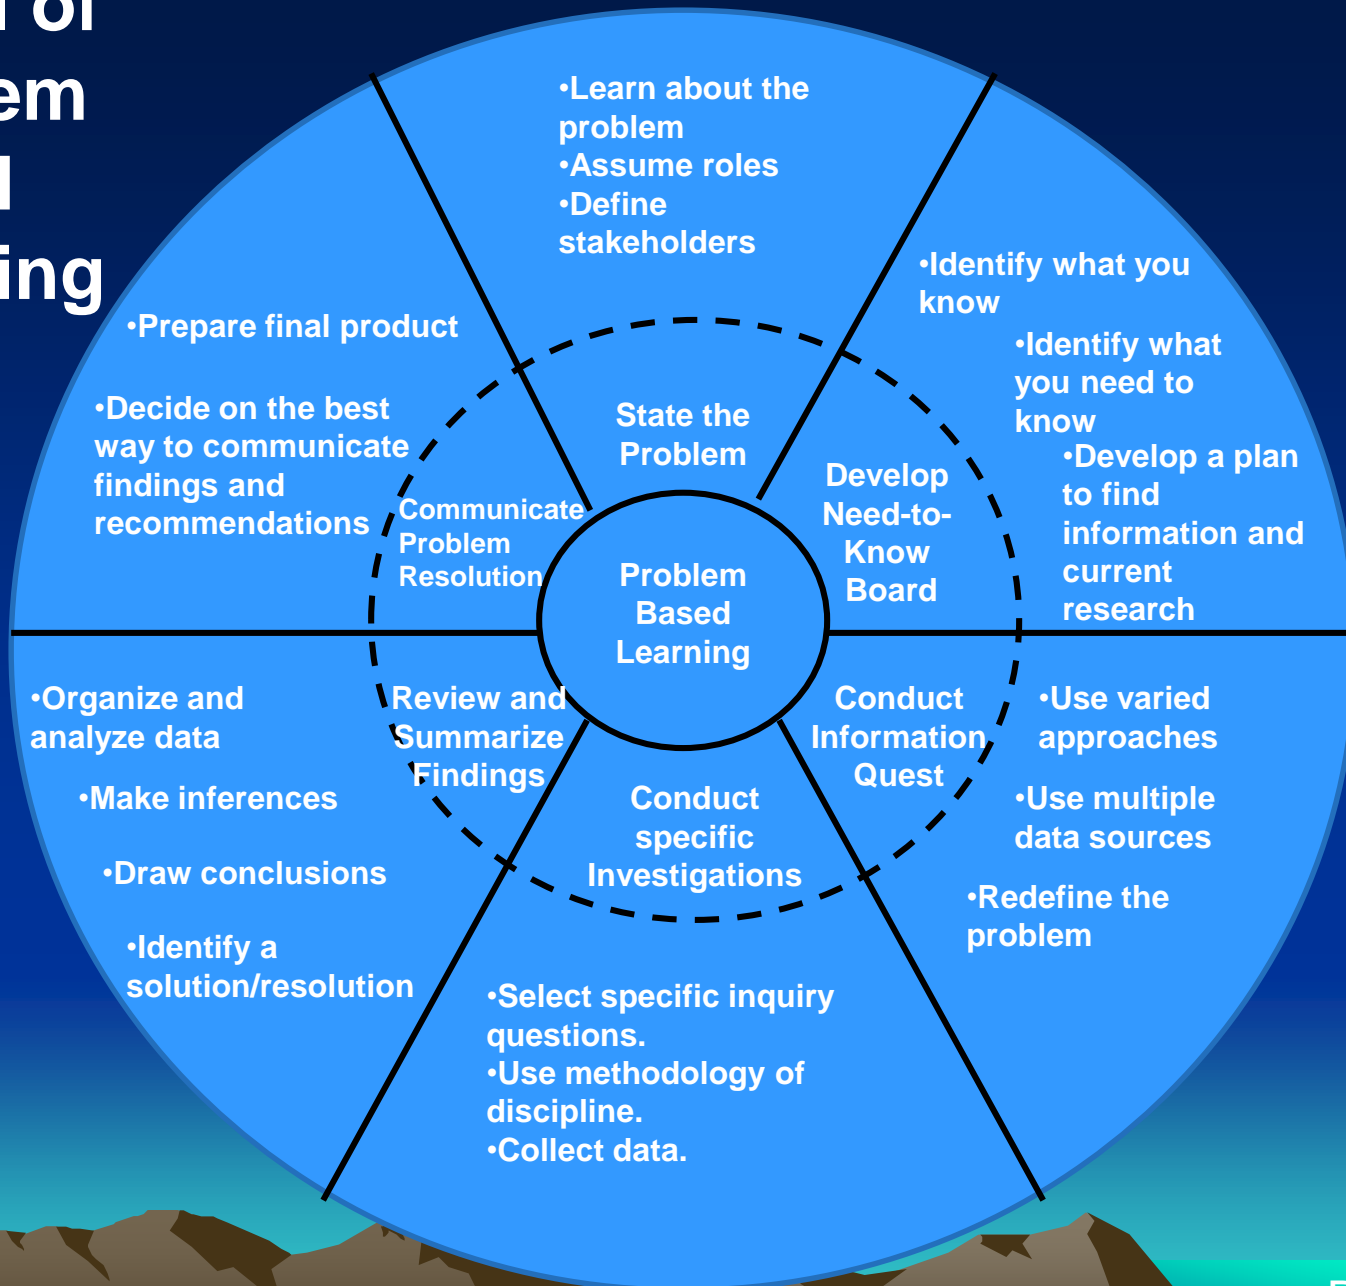 of
•Learn about the
problem
•Assume roles
•Define
stakeholders
•Identify what you
know
•Identify what
you need to
know
•Develop a plan
to find
information and
current
research
•Prepare final product
•Decide on the best
way to communicate
findings and
recommendations
State the
Problem
Develop
Need-to-
Know
Board
Communicate
Problem
Resolution
Problem
Based
Learning
•Organize and
analyze data
•Make inferences
•Draw conclusions
•Identify a
solution/resolution
Review and
Summarize
Findings
Conduct
Information
Quest
•Use varied
approaches
•Use multiple
data sources
•Redefine the
problem
Conduct
specific
Investigations
•Select specific inquiry
questions.
•Use methodology of
discipline.
•Collect data.